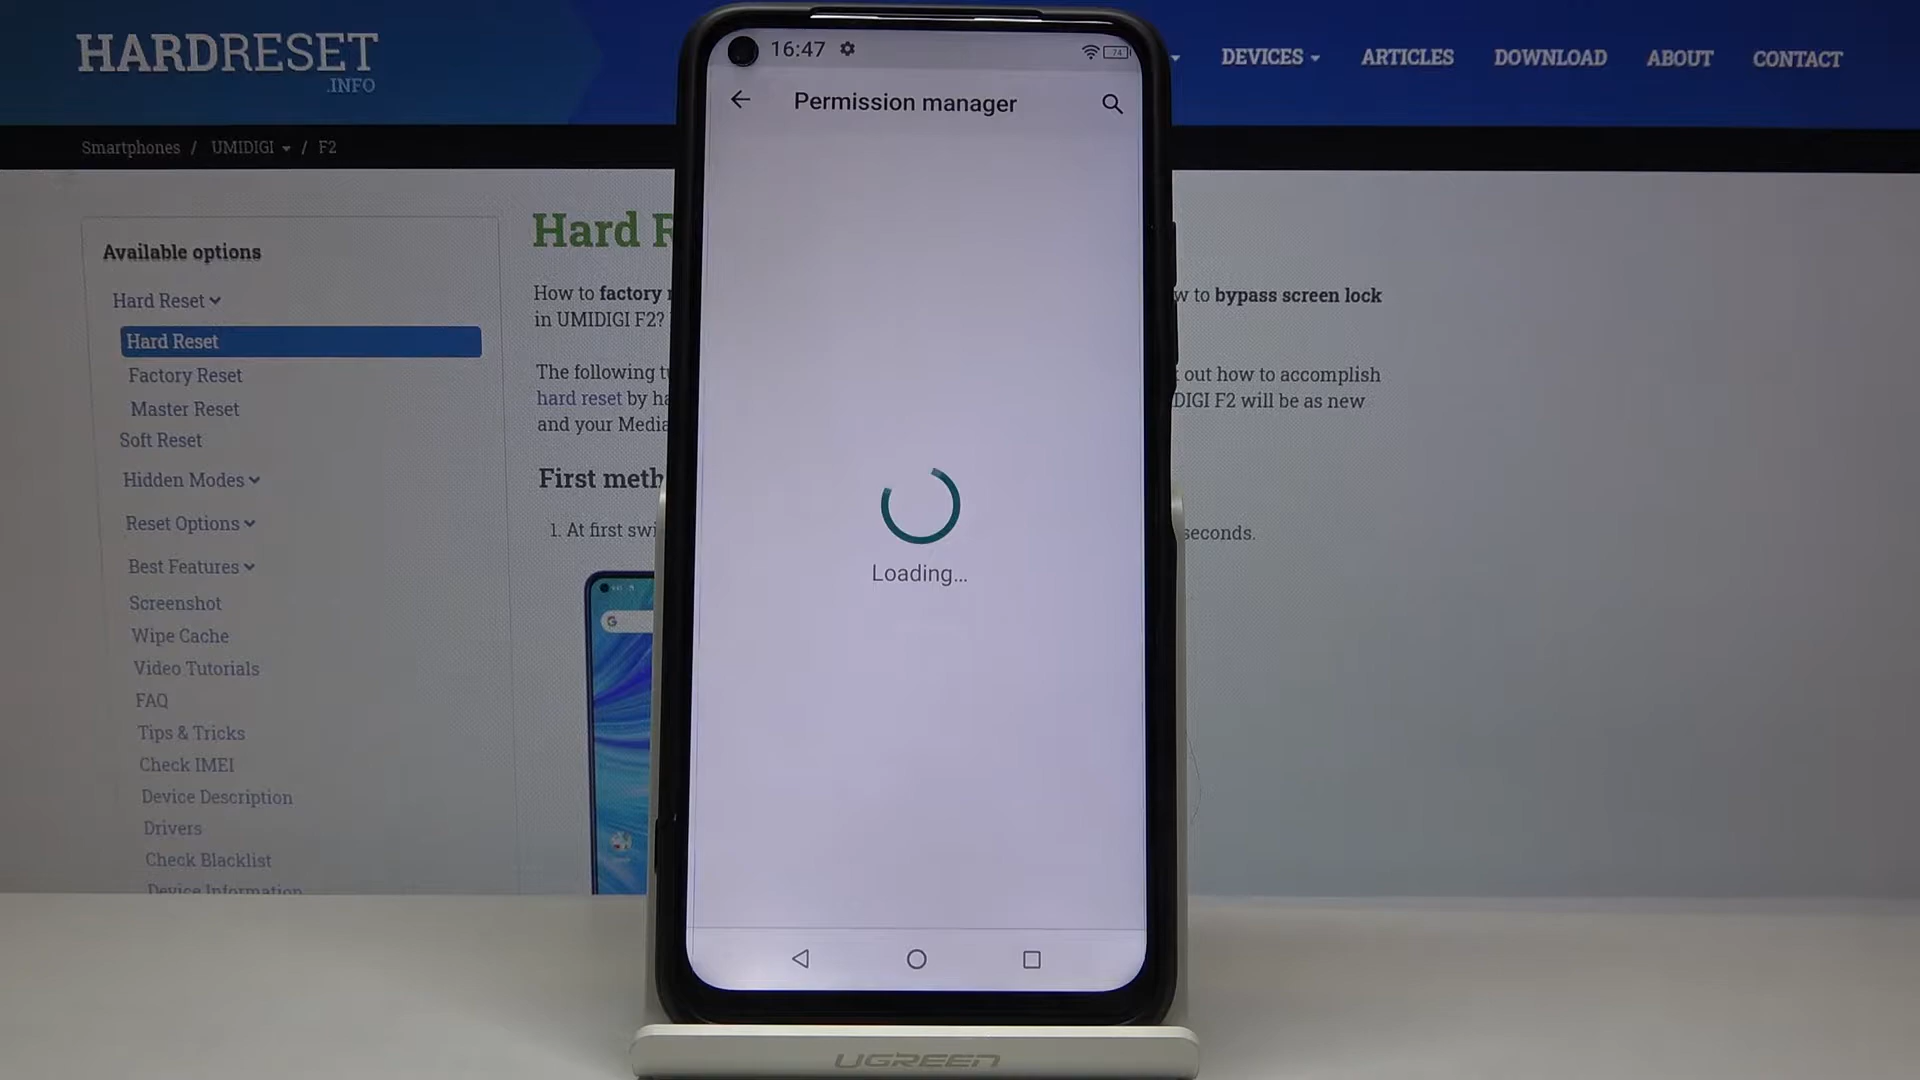 HARDRESET
.INFO
DEVICES
ARTICLES
DOWNLOAD
ABOUT
CONTACT
Smartphones / UMIDIGI / F2
Available options
Hard Reset
Hard Reset
Factory Reset
Master Reset
Soft Reset
Hidden Modes
Reset Options
Best Features
Screenshot
Wipe Cache
Video Tutorials
FAQ
Tips & Tricks
Check IMEI
Device Description
Drivers
Check Blacklist
Device Information
Hard R
How to factory
w to bypass screen lock
in UMIDIGI F2?
The following
out how to accomplish
hard reset by ha
DIGI F2 will be as new
and your Media
First meth
1. At first swi
seconds.
16:47
74
Permission manager
Loading...
UGREEN